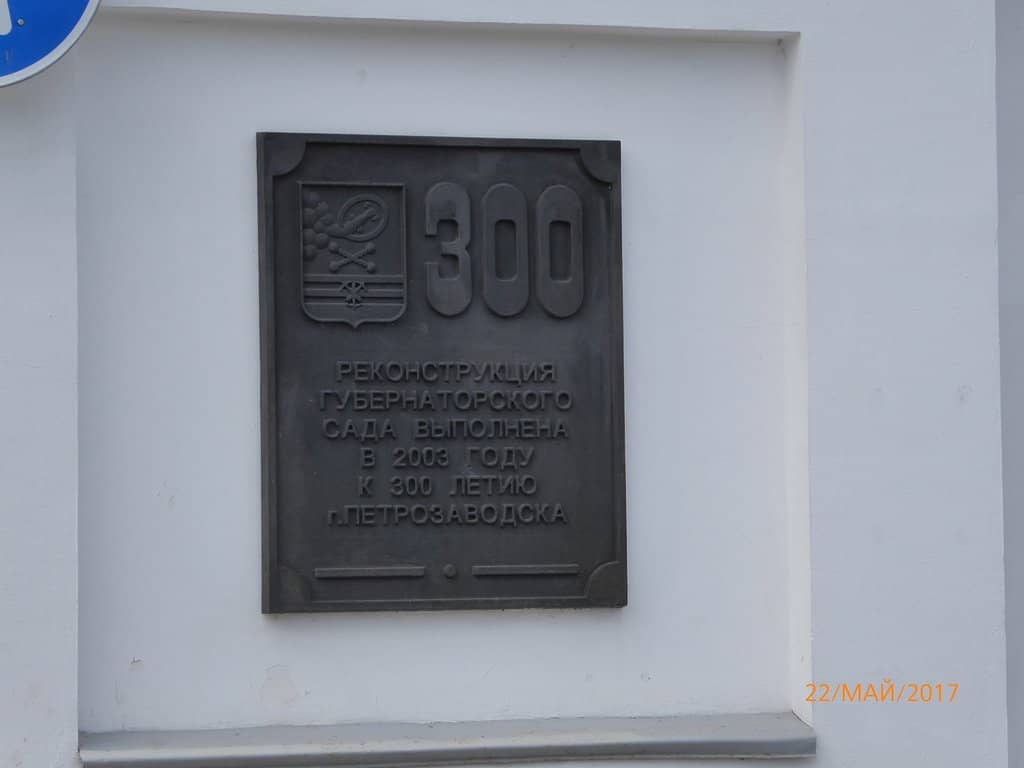 300
РЕКОНСТРУКЦИЯ
ГУБЕРНАТОРСКОГО
САДА ВЫПОЛНЕНА
В 2003 ГОДУ
К 300 ЛЕТИЮ
г.ПЕТРОЗАВОДСКА
22/МАЙ/2017